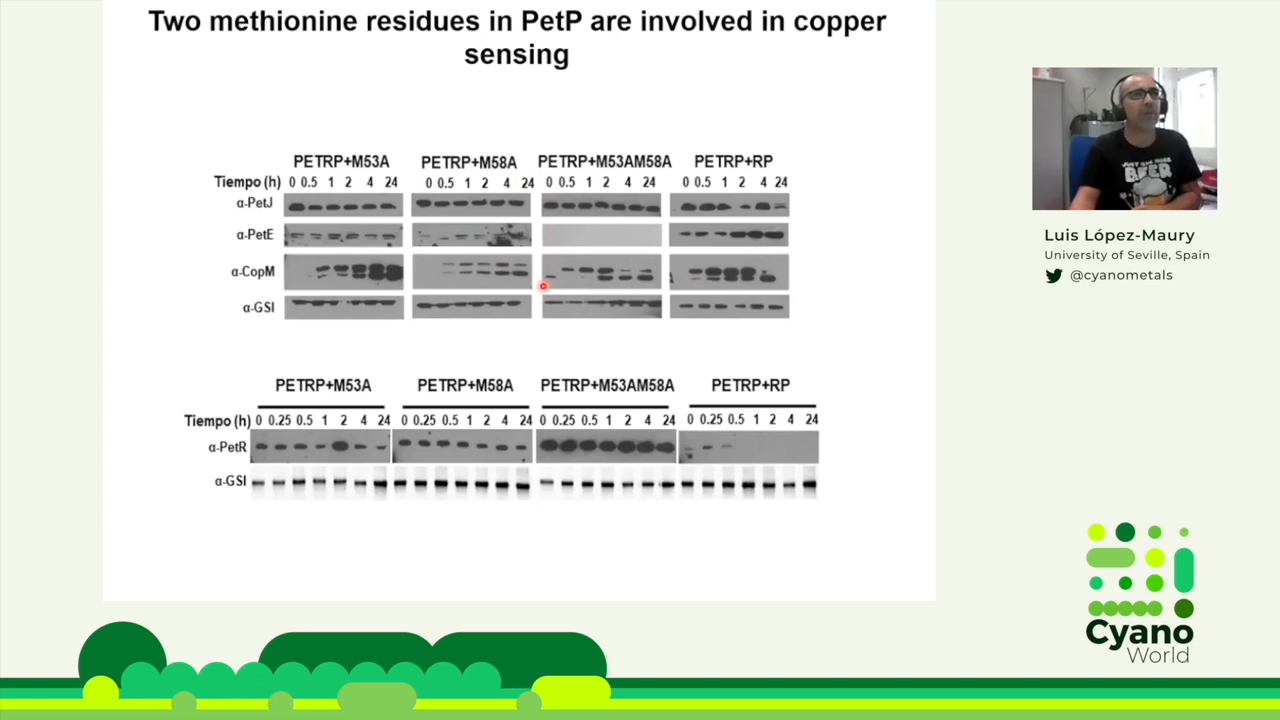 Two methionine residues in PetP are involved in copper
sensing
PETRP+M53A PETRP+M58A PETRP+M53AM58A PETRP+RP
Tiempo (h) 0 0.5 1 2 4 24 0 0.5 1 2 4 24 0 0.5 1 2 4 24 0 0.5 1 2 4 24
α-PetJ
α-PetE
α-CopM
α-GSI
PETRP+M53A PETRP+M58A PETRP+M53AM58A PETRP+RP
Tiempo (h) 0 0.25 0.5 1 2 4 24 0 0.25 0.5 1 2 4 24 0 0.25 0.5 1 2 4 24 0 0.25 0.5 1 2 4 24
α-PetR
α-GSI
BEER
Luis López-Maury
University of Seville, Spain
@cyanometals
Cyano
World